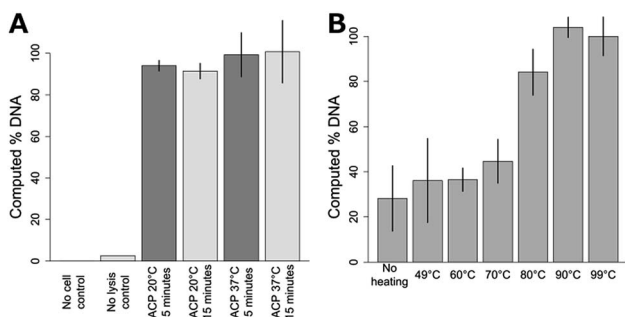 A
Computed % DNA
100
80
60
40
20
0
No cell
control
No lysis
control
ACP 20°C
5 minutes
ACP 20°C
15 minutes
ACP 37°C
5 minutes
ACP 37°C
15 minutes
B
Computed % DNA
100
80
60
40
20
0
No
heating
49°C
60°C
70°C
80°C
90°C
99°C